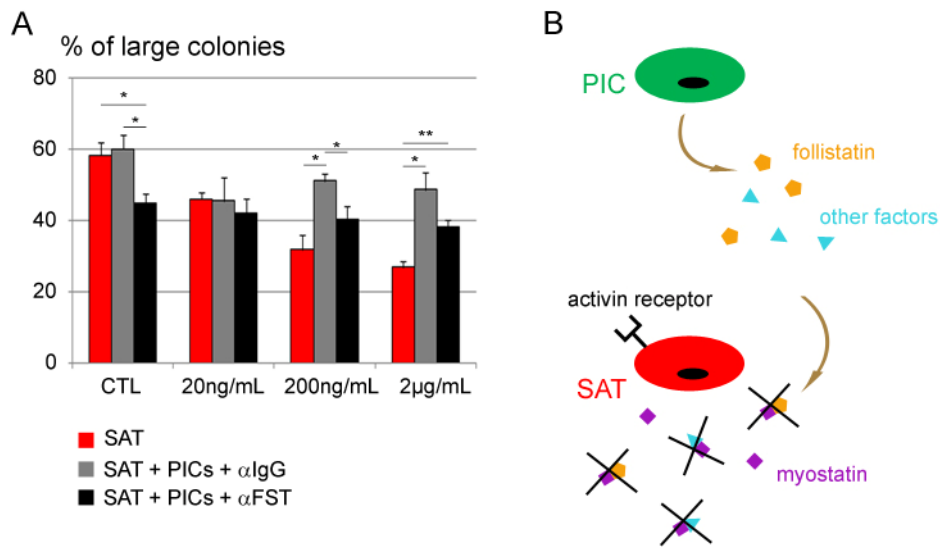 A
% of large colonies
80
60
40
20
0
* * * * ** *
CTL 20ng/mL 200ng/mL 2µg/mL
SAT
SAT + PICs + αIgG
SAT + PICs + αFST
B
PIC
follistatin
other factors
activin receptor
SAT
myostatin